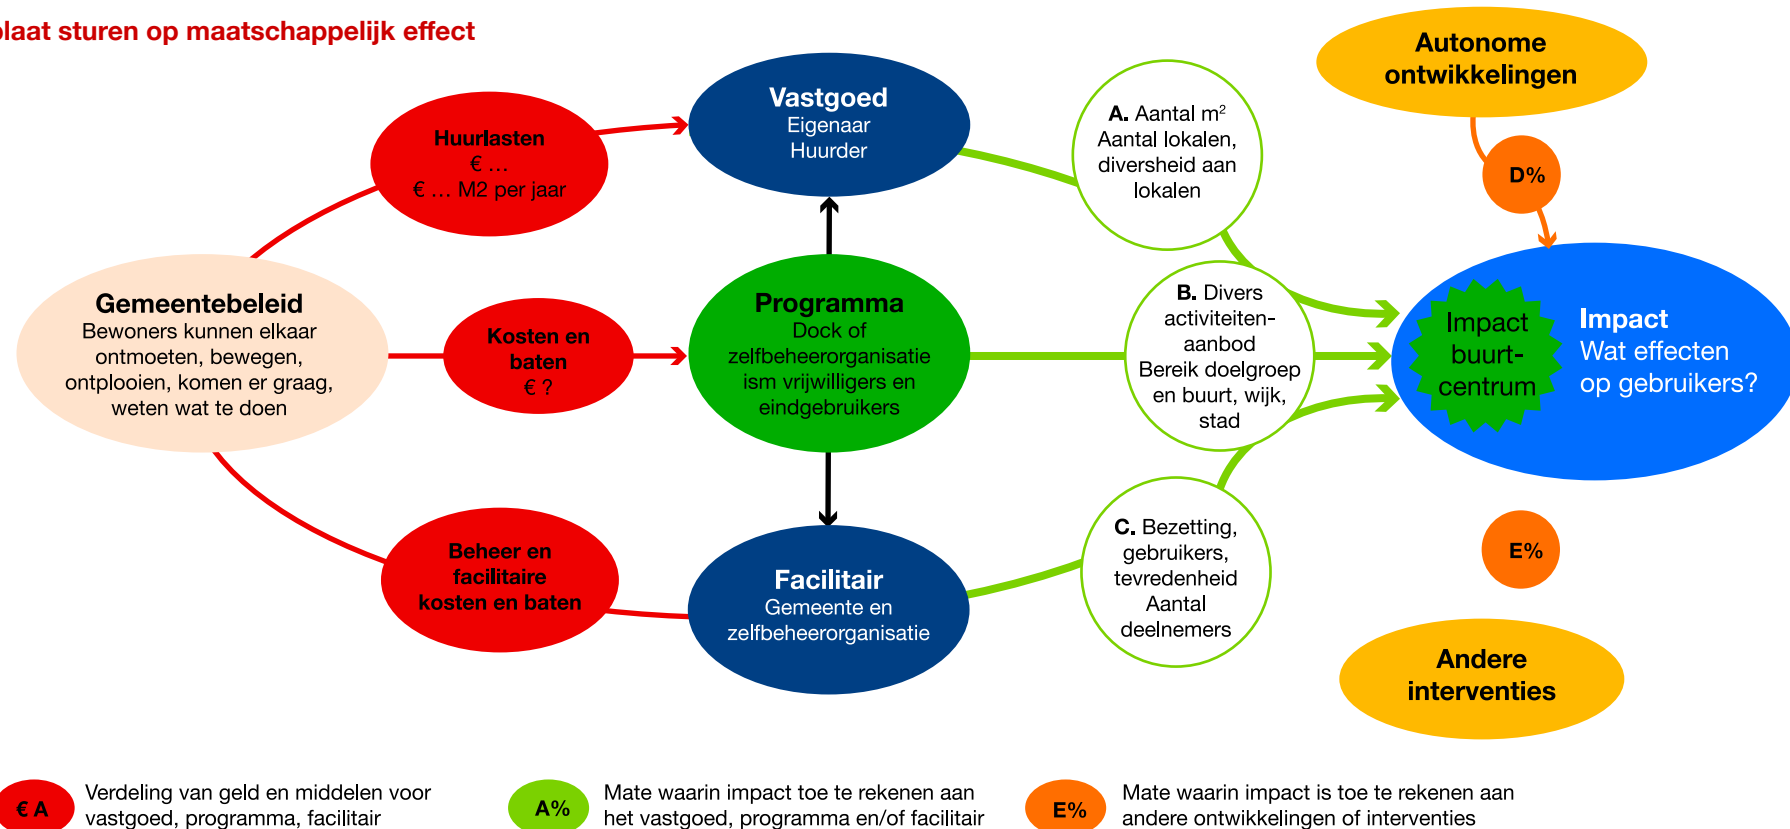 plaat sturen op maatschappelijk effect
Gemeentebeleid
Bewoners kunnen elkaar
ontmoeten, bewegen,
ontplooien, komen er graag,
weten wat te doen
Huurlasten
€ ...
€ ... M2 per jaar
Kosten en
baten
€ ?
Beheer en
facilitaire
kosten en baten
Vastgoed
Eigenaar
Huurder
Programma
Dock of
zelfbeheerorganisatie
ism vrijwilligers en
eindgebruikers
Facilitair
Gemeente en
zelfbeheerorganisatie
A. Aantal m²
Aantal lokalen,
diversheid aan
lokalen
B. Divers
activiteiten-
aanbod
Bereik doelgroep
en buurt, wijk,
stad
C. Bezetting,
gebruikers,
tevredenheid
Aantal
deelnemers
Autonome
ontwikkelingen
D%
Impact
buurt-
centrum
Impact
Wat effecten
op gebruikers?
E%
Andere
interventies
€ A
Verdeling van geld en middelen voor
vastgoed, programma, facilitair
A%
Mate waarin impact toe te rekenen aan
het vastgoed, programma en/of facilitair
E%
Mate waarin impact is toe te rekenen aan
andere ontwikkelingen of interventies